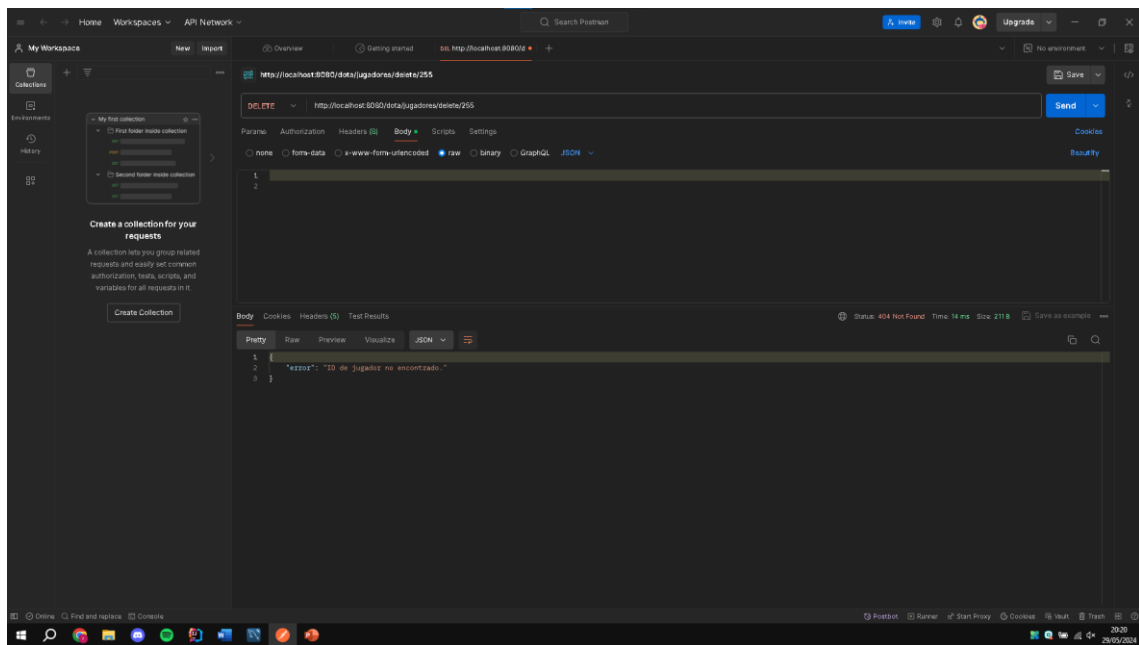 Home Workspaces API Network Search Postman Invite Upgrade
My Workspace New Import Overview Getting started DEL http://localhost:8080/d No environment
Collections
Environments
History
http://localhost:8080/dota/jugadores/delete/255 Save
DELETE http://localhost:8080/dota/jugadores/delete/255 Send
Params Authorization Headers (8) Body Scripts Settings Cookies
none form-data x-www-form-urlencoded raw binary GraphQL JSON Beautify
1
2
My first collection
First folder inside collection
Second folder inside collection
Create a collection for your
requests
A collection lets you group related
requests and easily set common
authorization, tests, scripts, and
variables for all requests in it.
Create Collection
Body Cookies Headers (5) Test Results Status: 404 Not Found Time: 14 ms Size: 211 B Save as example
Pretty Raw Preview Visualize JSON
1 {
2 "error": "ID de jugador no encontrado."
3 }
Online Find and replace Console Postbot Runner Start Proxy Cookies Vault Trash
20:20
29/05/2024